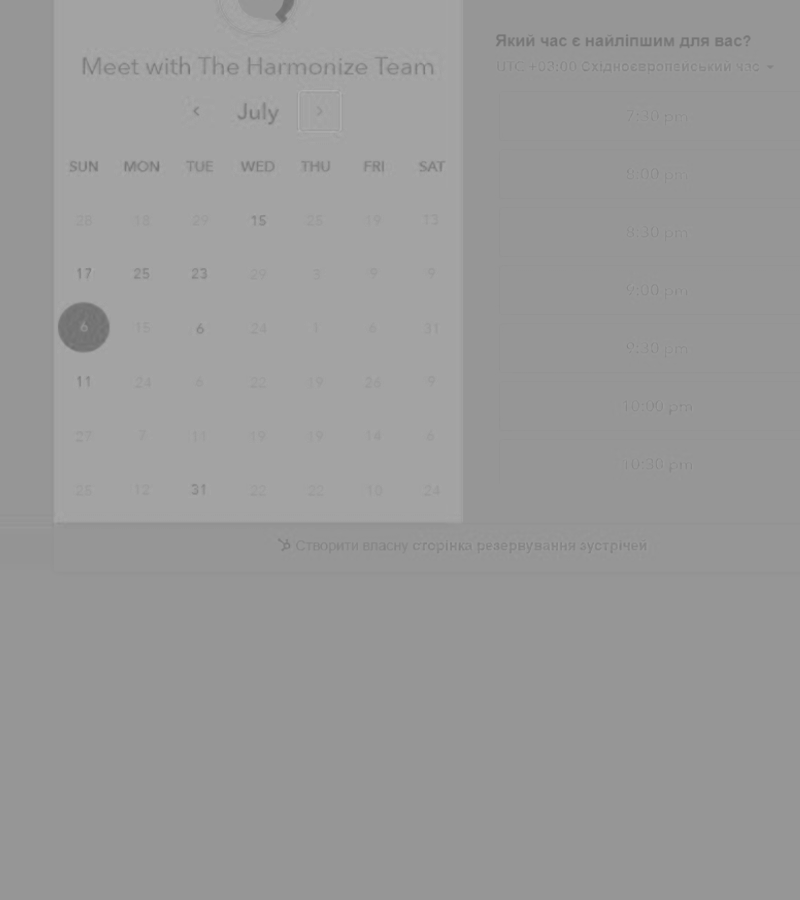 Meet with The Harmonize Team
July
SUN MON TUE WED THU FRI SAT
28 18 29 15 25 19 13
17 25 23 29 3 9 9
6 15 6 24 1 6 31
11 24 6 22 19 26 9
27 7 11 19 19 14 6
25 12 31 22 22 10 24
Який час є найліпшим для вас?
UTC +03:00 Східноєвропейський час
7:30 pm
8:00 pm
8:30 pm
9:00 pm
9:30 pm
10:00 pm
10:30 pm
Створити власну сторінка резервування зустрічей